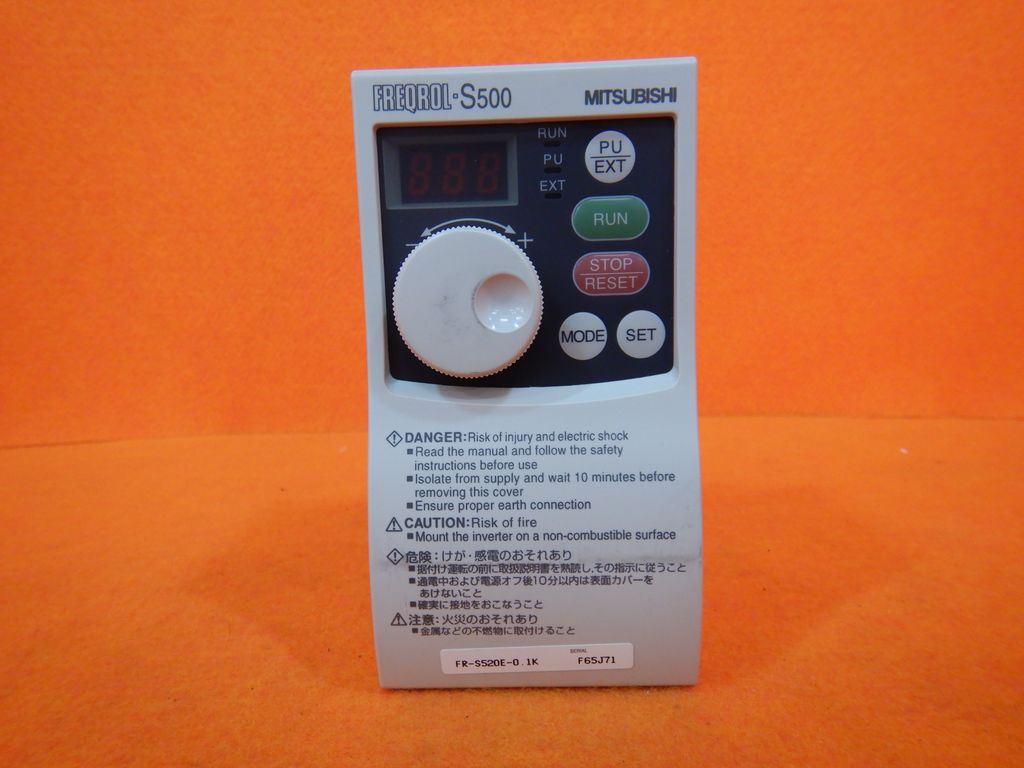 FREQROL-S500
MITSUBISHI
RUN
PU
EXT
PU
EXT
888
RUN
− +
STOP
RESET
MODE
SET
DANGER:Risk of injury and electric shock
■Read the manual and follow the safety
instructions before use
■Isolate from supply and wait 10 minutes before
removing this cover
■Ensure proper earth connection
CAUTION:Risk of fire
■Mount the inverter on a non-combustible surface
危険:けが・感電のおそれあり
■据付け運転の前に取扱説明書を熟読し,その指示に従うこと
■通電中および電源オフ後10分以内は表面カバーを
あけないこと
■確実に接地をおこなうこと
注意:火災のおそれあり
■金属などの不燃物に取付けること
SERIAL
FR-S520E-0.1K F65J71